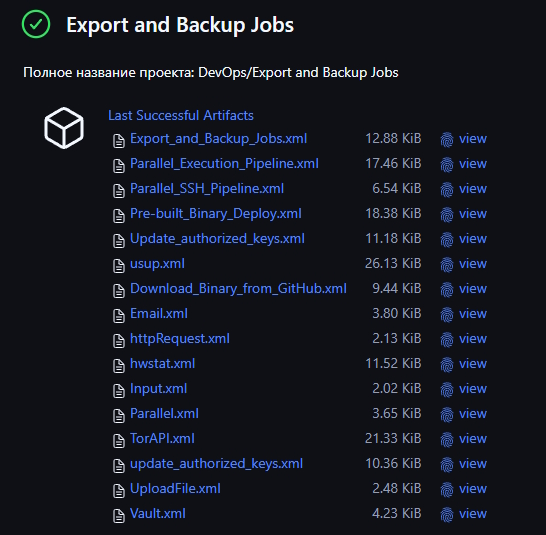 Export and Backup Jobs
Полное название проекта: DevOps/Export and Backup Jobs
Last Successful Artifacts
Export_and_Backup_Jobs.xml 12.88 KiB view
Parallel_Execution_Pipeline.xml 17.46 KiB view
Parallel_SSH_Pipeline.xml 6.54 KiB view
Pre-built_Binary_Deploy.xml 18.38 KiB view
Update_authorized_keys.xml 11.18 KiB view
usup.xml 26.13 KiB view
Download_Binary_from_GitHub.xml 9.44 KiB view
Email.xml 3.80 KiB view
httpRequest.xml 2.13 KiB view
hwstat.xml 11.52 KiB view
Input.xml 2.02 KiB view
Parallel.xml 3.65 KiB view
TorAPI.xml 21.33 KiB view
update_authorized_keys.xml 10.36 KiB view
UploadFile.xml 2.48 KiB view
Vault.xml 4.23 KiB view